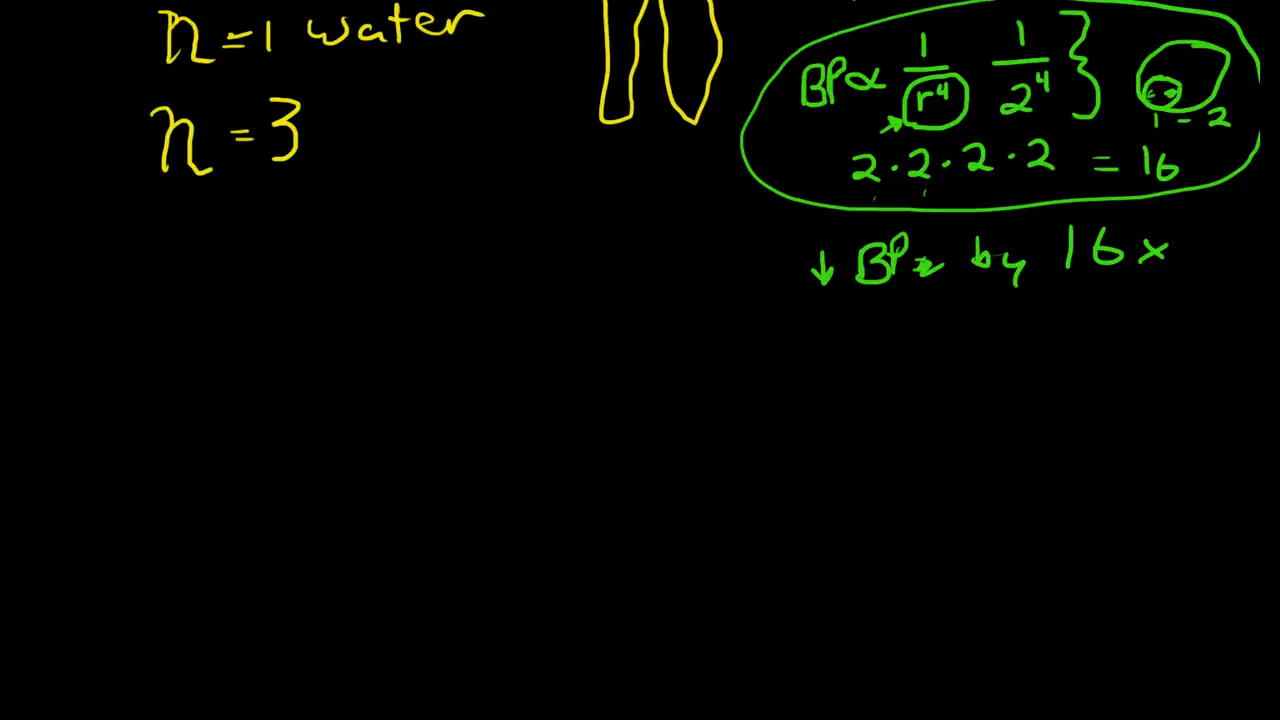 η = 1 water
η = 3
BP ∝ 1/r⁴ 1/2⁴ }
1 - 2
2 · 2 · 2 · 2 = 16
↓ BP by 16x